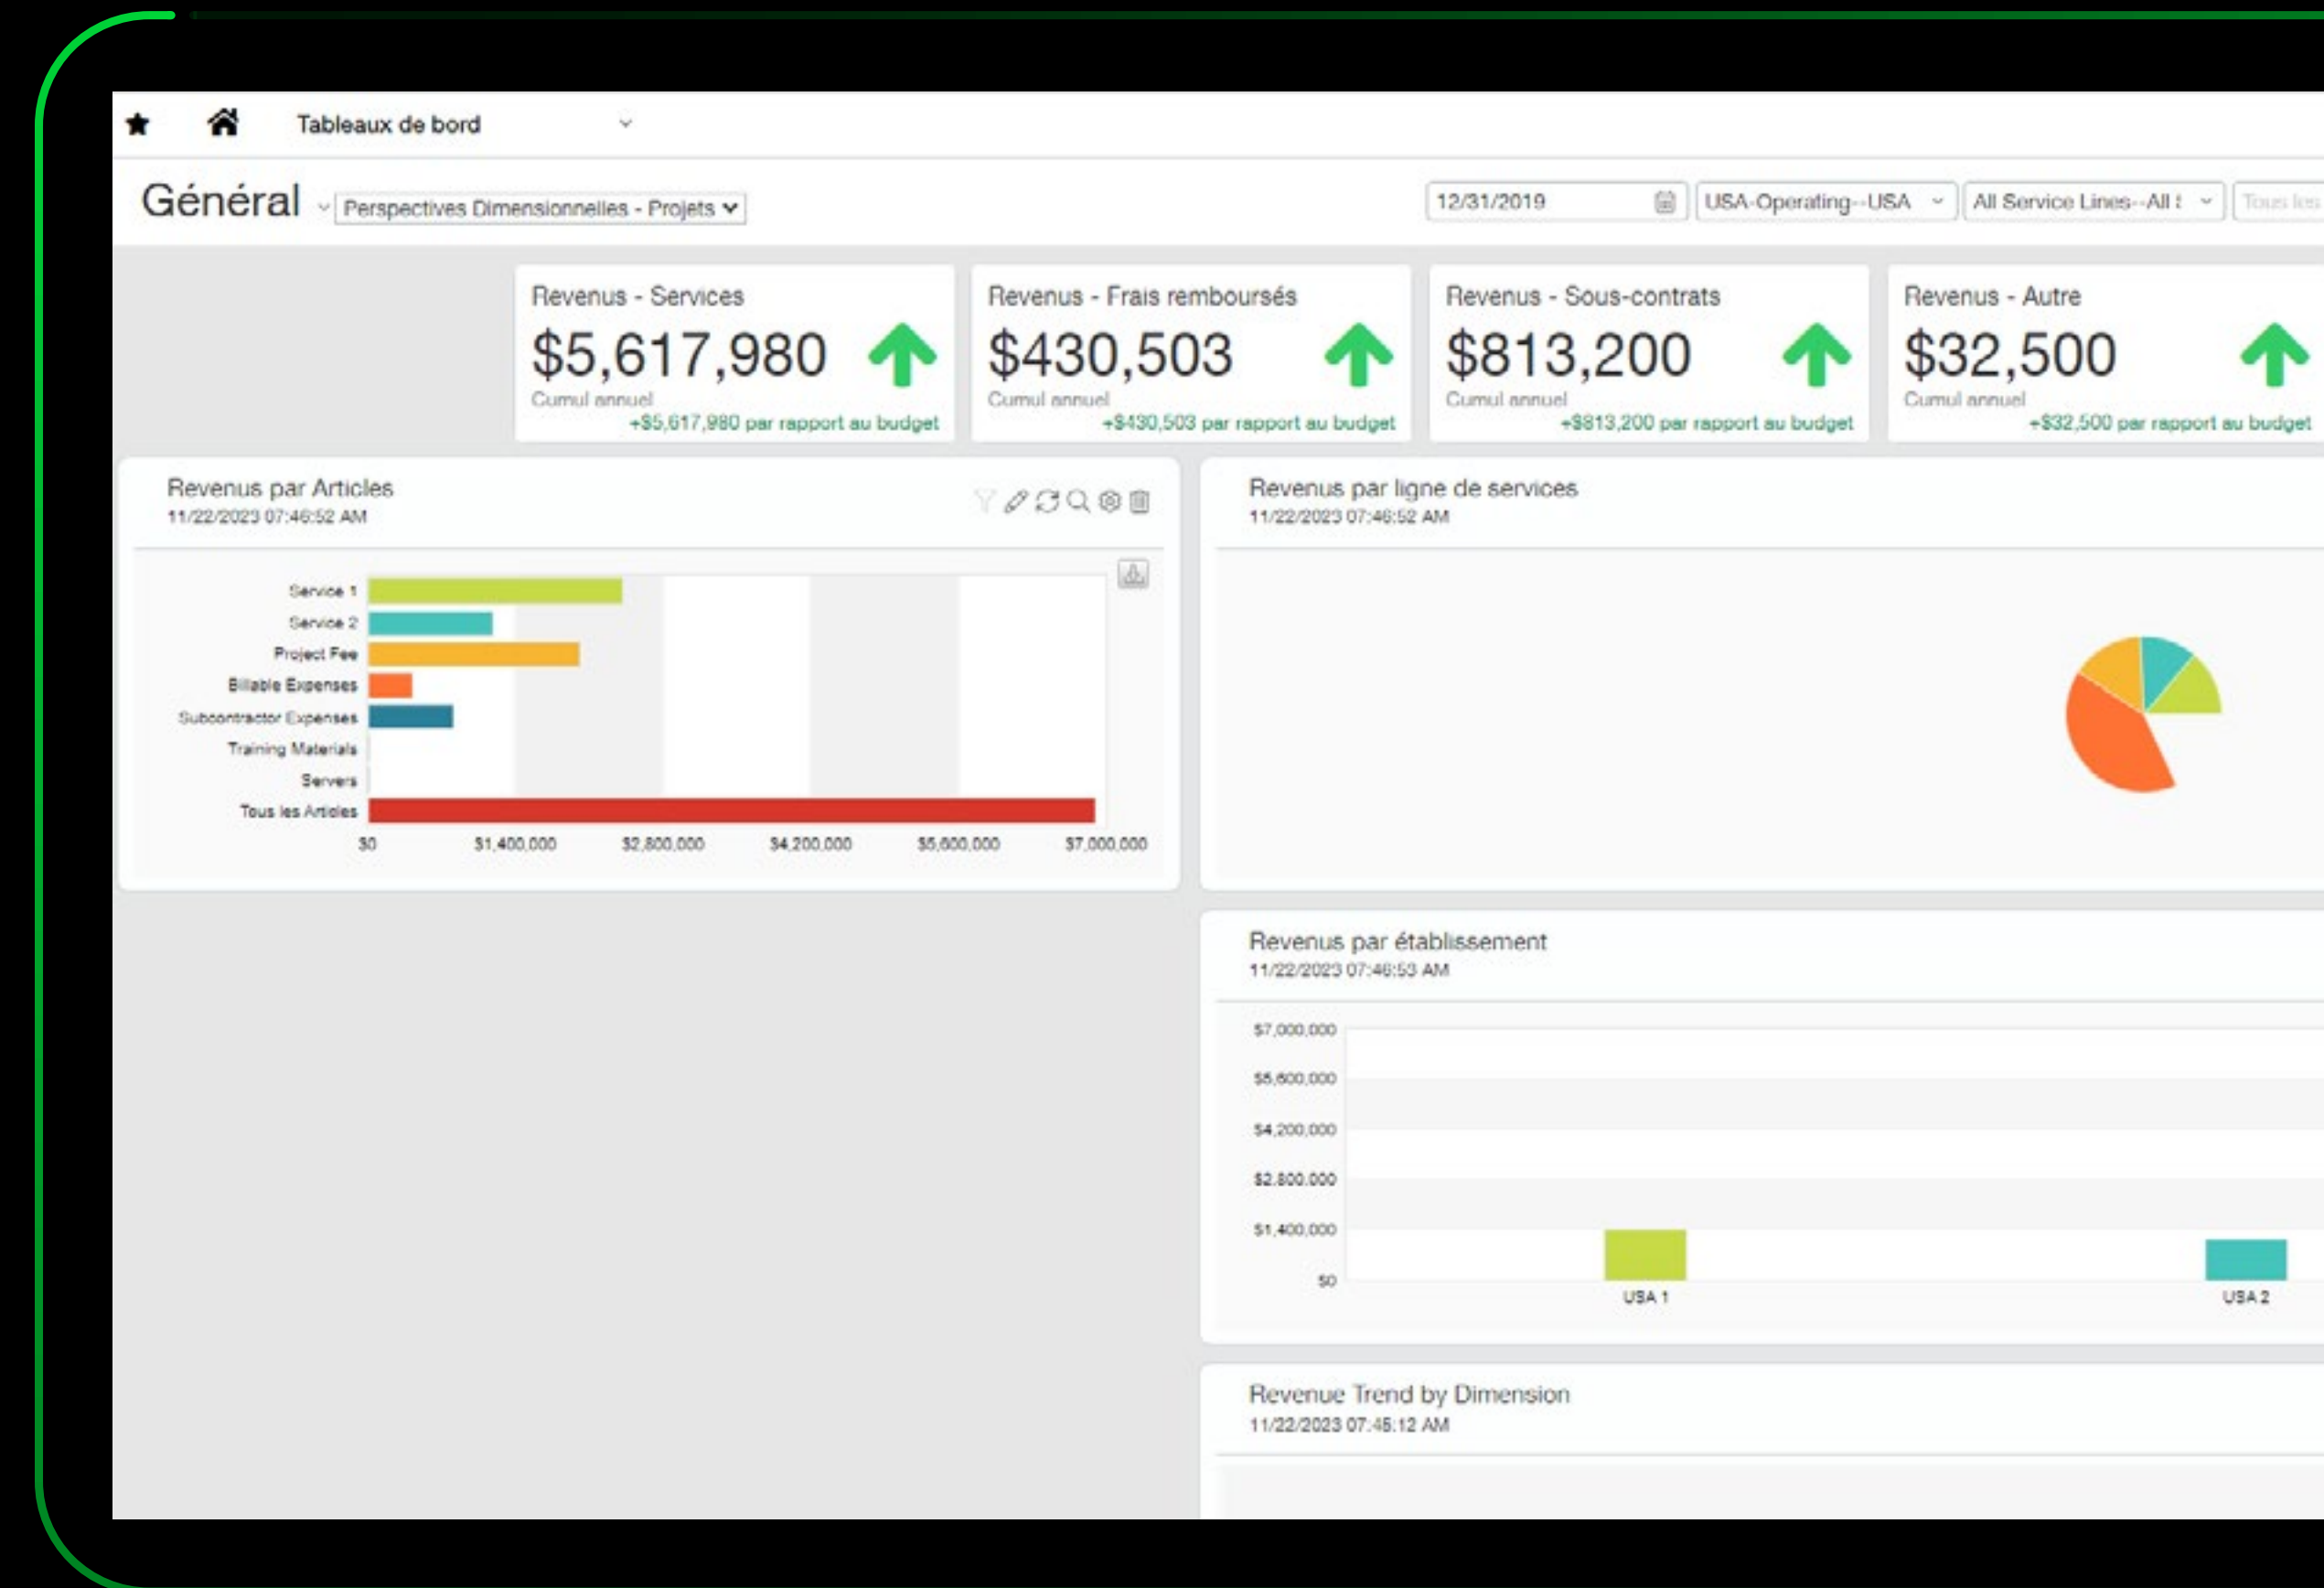 Tableaux de bord
Général
Perspectives Dimensionnelles - Projets
12/31/2019
USA-Operating--USA
All Service Lines--All
Tous les
Revenus - Services
$5,617,980
Cumul annuel
+$5,617,980 par rapport au budget
Revenus - Frais remboursés
$430,503
Cumul annuel
+$430,503 par rapport au budget
Revenus - Sous-contrats
$813,200
Cumul annuel
+$813,200 par rapport au budget
Revenus - Autre
$32,500
Cumul annuel
+$32,500 par rapport au budget
Revenus par Articles
11/22/2023 07:46:52 AM
Service 1
Service 2
Project Fee
Billable Expenses
Subcontractor Expenses
Training Materials
Servers
Tous les Articles
$0 $1,400,000 $2,800,000 $4,200,000 $5,600,000 $7,000,000
Revenus par ligne de services
11/22/2023 07:46:52 AM
Revenus par établissement
11/22/2023 07:46:53 AM
$7,000,000
$5,600,000
$4,200,000
$2,800,000
$1,400,000
$0
USA 1 USA 2
Revenue Trend by Dimension
11/22/2023 07:45:12 AM